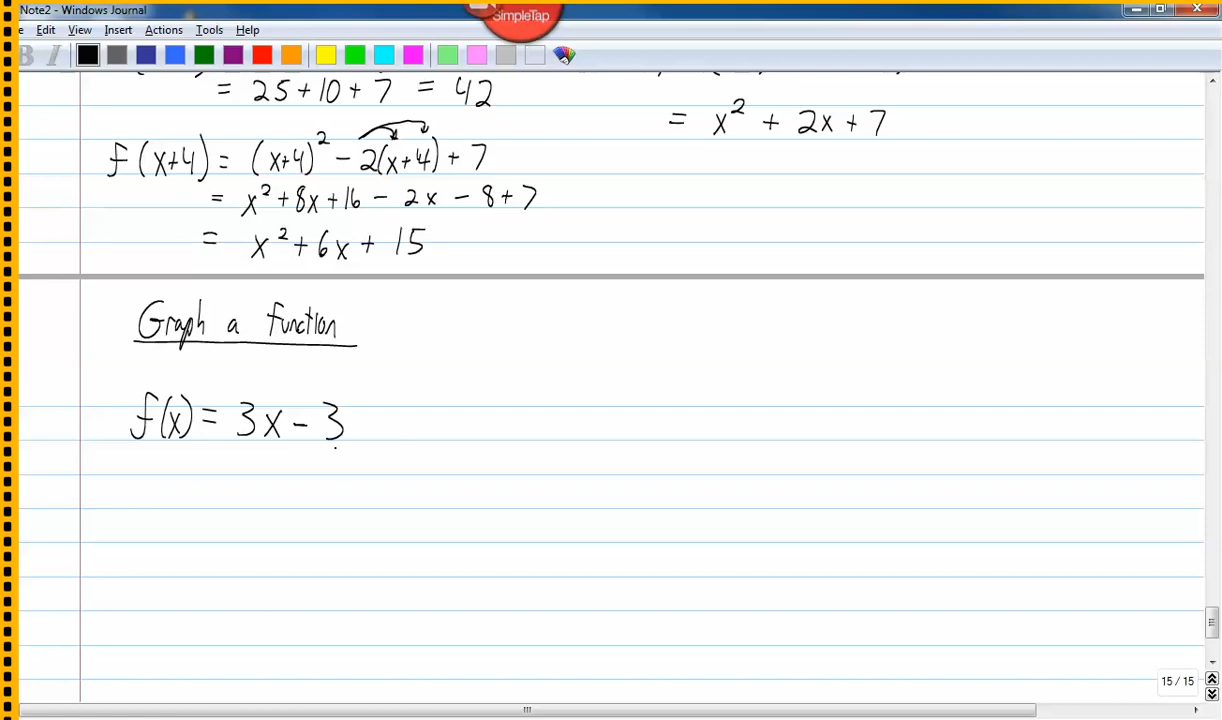 Note2 - Windows Journal
SimpleTap
Edit View Insert Actions Tools Help
B I
= 25 + 10 + 7 = 42
= x² + 2x + 7
f(x+4) = (x+4)² - 2(x+4) + 7
= x² + 8x + 16 - 2x - 8 + 7
= x² + 6x + 15
Graph a function
f(x) = 3x - 3
15 / 15